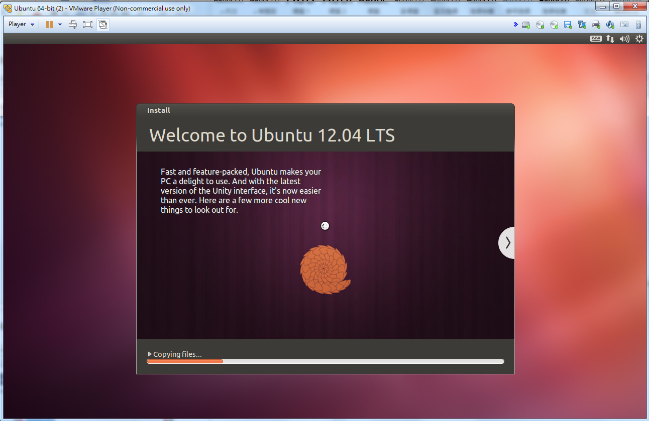 Ubuntu 64-bit (2) - VMware Player (Non-commercial use only)
Player
Install
Welcome to Ubuntu 12.04 LTS
Fast and feature-packed, Ubuntu makes your
PC a delight to use. And with the latest
version of the Unity interface, it's now easier
than ever. Here are a few more cool new
things to look out for.
Copying files...